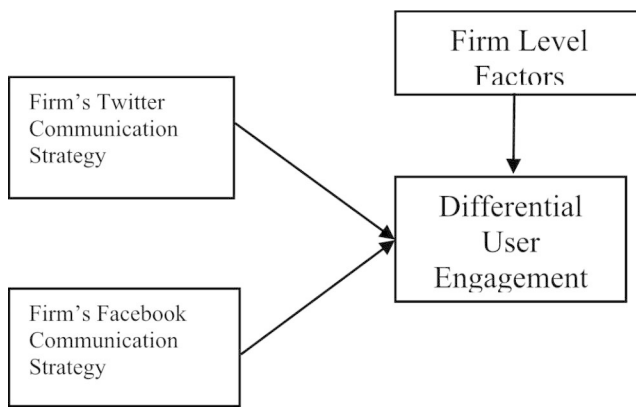 Firm Level
Factors
Firm's Twitter
Communication
Strategy
Differential
User
Engagement
Firm's Facebook
Communication
Strategy